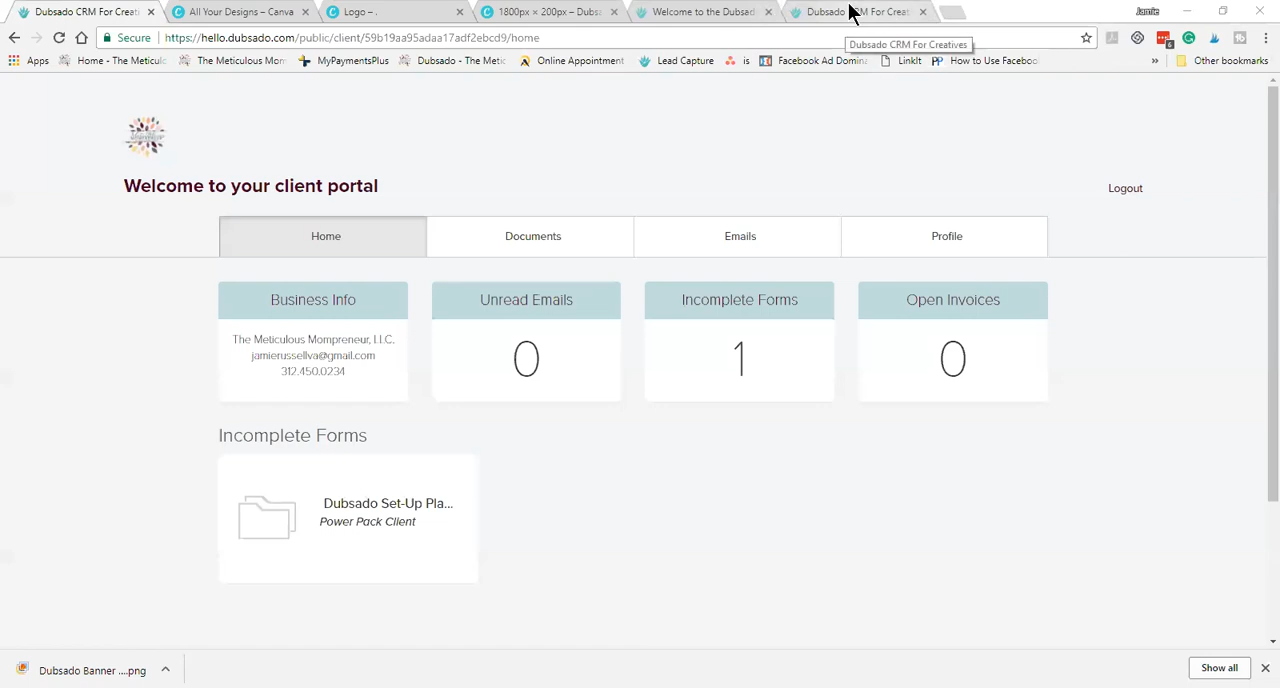 Dubsado CRM For Creati
All Your Designs – Canva
Logo – .
1800px × 200px – Dubsa
Welcome to the Dubsad
Dubsado CRM For Creat
Jamie
Secure
https://hello.dubsado.com/public/client/59b19aa95adaa17adf2ebcd9/home
Dubsado CRM For Creatives
6
Apps
Home - The Meticulo
The Meticulous Mom
MyPaymentsPlus
Dubsado - The Metic
Online Appointment
Lead Capture
is
Facebook Ad Domina
LinkIt
PP
How to Use Faceboo
»
Other bookmarks
Welcome to your client portal
Logout
Home
Documents
Emails
Profile
Business Info
The Meticulous Mompreneur, l.l.C.
jamierussellva@gmail.com
312.450.0234
Unread Emails
0
Incomplete Forms
1
Open Invoices
0
Incomplete Forms
Dubsado Set-Up Pla...
Power Pack Client
Dubsado Banner ....png
Show all